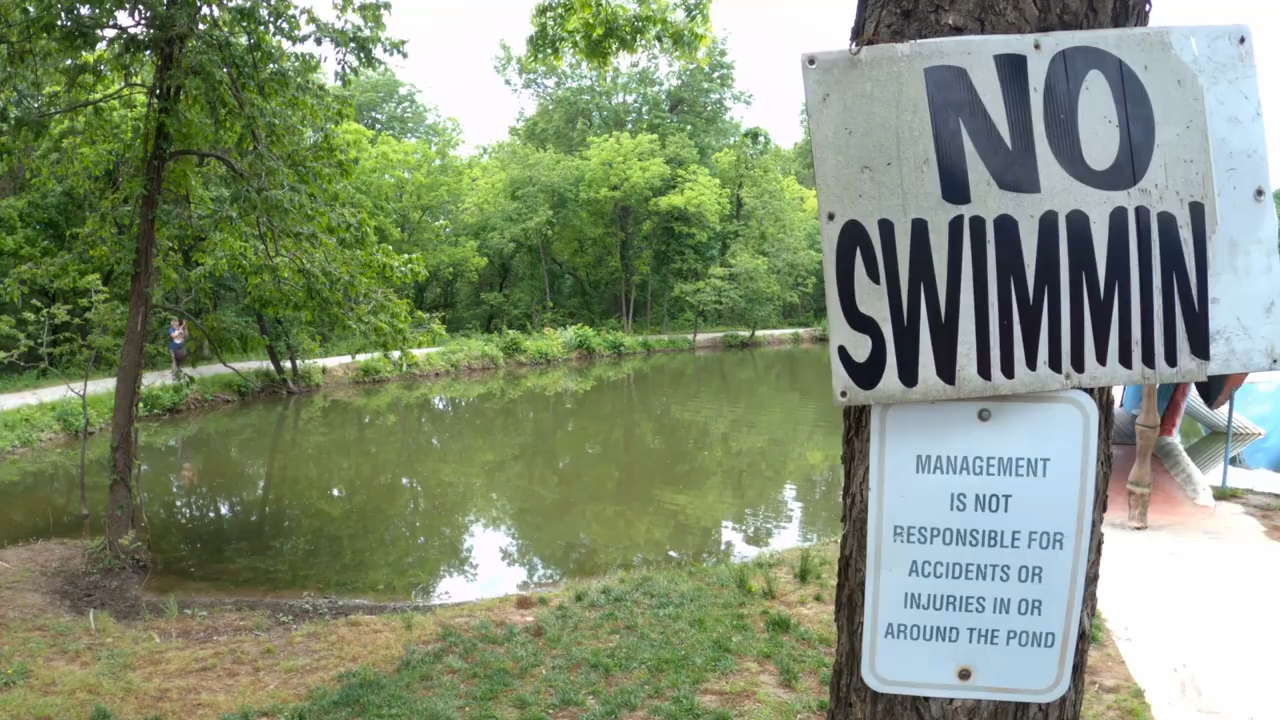 NO
SWIMMIN
MANAGEMENT
IS NOT
RESPONSIBLE FOR
ACCIDENTS OR
INJURIES IN OR
AROUND THE POND